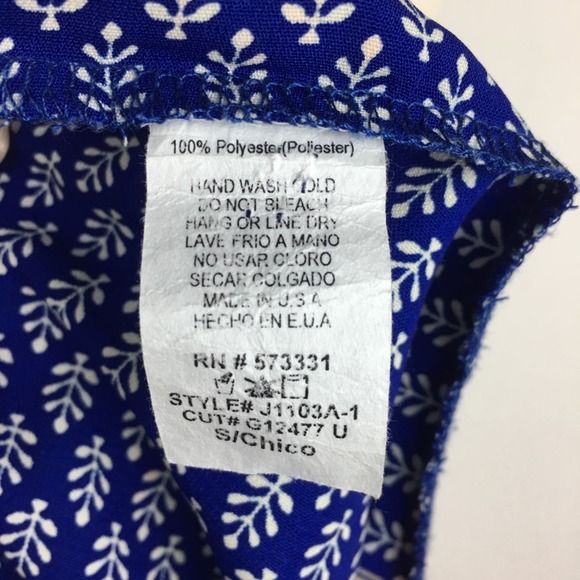 100% Polyester(Poliester)
HAND WASH COLD
DO NOT BLEACH
HANG OR LINE DRY
LAVE FRIO A MANO
NO USAR CLORO
SECAR COLGADO
MADE IN U.S.A
HECHO EN E.U.A
RN # 573331
STYLE# J1103A-1
CUT# G12477 U
S/Chico